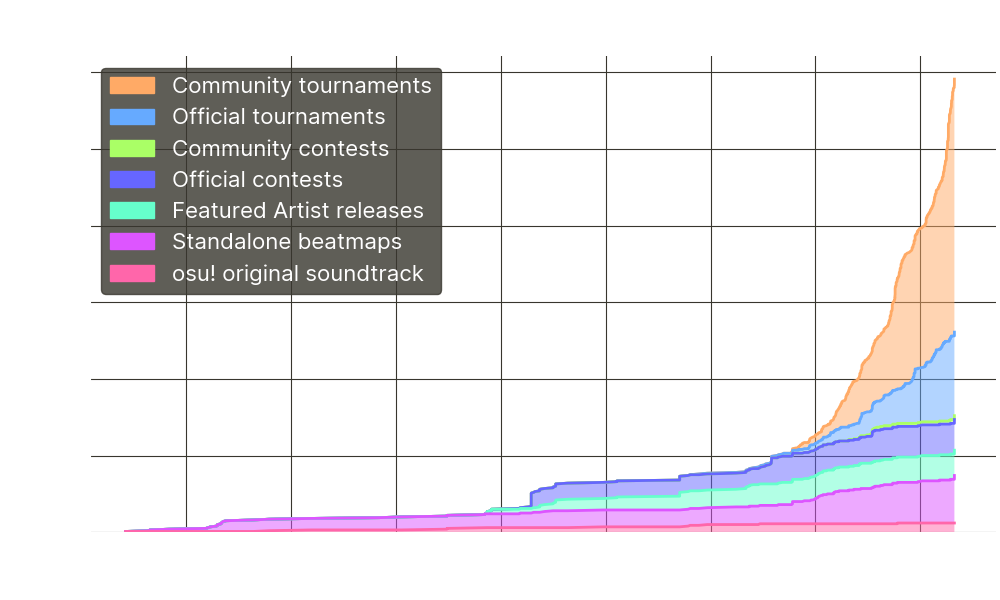 Community tournaments
Official tournaments
Community contests
Official contests
Featured Artist releases
Standalone beatmaps
osu! original soundtrack